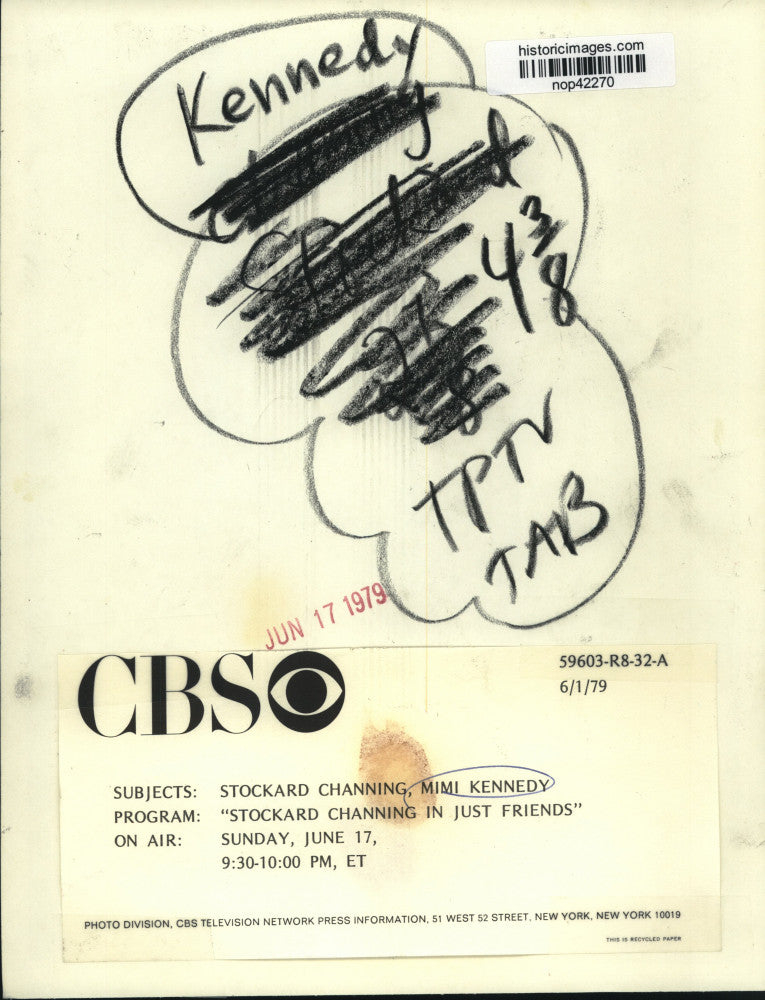 historicimages.com
nop42270
Kennedy
Stockard
4 3/8
TPTV
TAB
JUN 17 1979
CBS
59603-R8-32-A
6/1/79
SUBJECTS: STOCKARD CHANNING, MIMI KENNEDY
PROGRAM: “STOCKARD CHANNING IN JUST FRIENDS”
ON AIR: SUNDAY, JUNE 17,
9:30-10:00 PM, ET
PHOTO DIVISION, CBS TELEVISION NETWORK PRESS INFORMATION, 51 WEST 52 STREET, NEW YORK, NEW YORK 10019
THIS IS RECYCLED PAPER